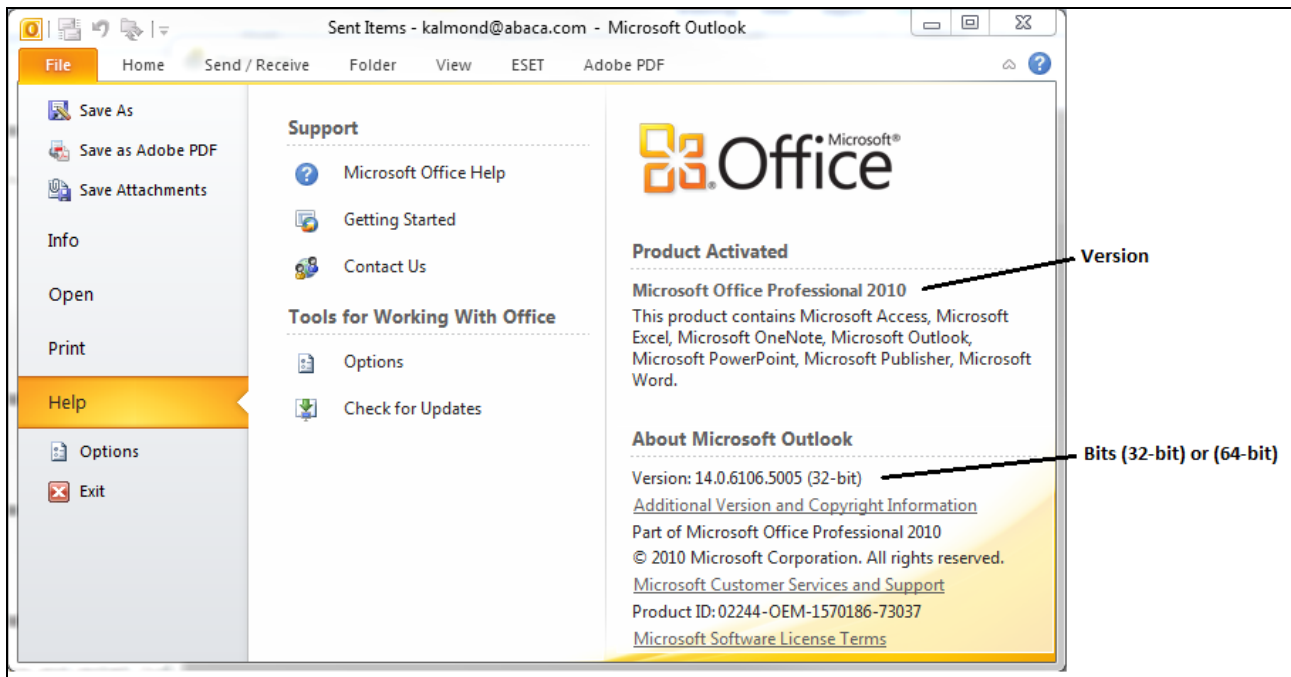 Sent Items - kalmond@abaca.com - Microsoft Outlook
File Home Send / Receive Folder View ESET Adobe PDF
Save As
Save as Adobe PDF
Save Attachments
Info
Open
Print
Help
Options
Exit
Support
Microsoft Office Help
Getting Started
Contact Us
Tools for Working With Office
Options
Check for Updates
Microsoft®
Office
Product Activated
Microsoft Office Professional 2010
This product contains Microsoft Access, Microsoft
Excel, Microsoft OneNote, Microsoft Outlook,
Microsoft PowerPoint, Microsoft Publisher, Microsoft
Word.
About Microsoft Outlook
Version: 14.0.6106.5005 (32-bit)
Additional Version and Copyright Information
Part of Microsoft Office Professional 2010
© 2010 Microsoft Corporation. All rights reserved.
Microsoft Customer Services and Support
Product ID: 02244-OEM-1570186-73037
Microsoft Software License Terms
Version
Bits (32-bit) or (64-bit)